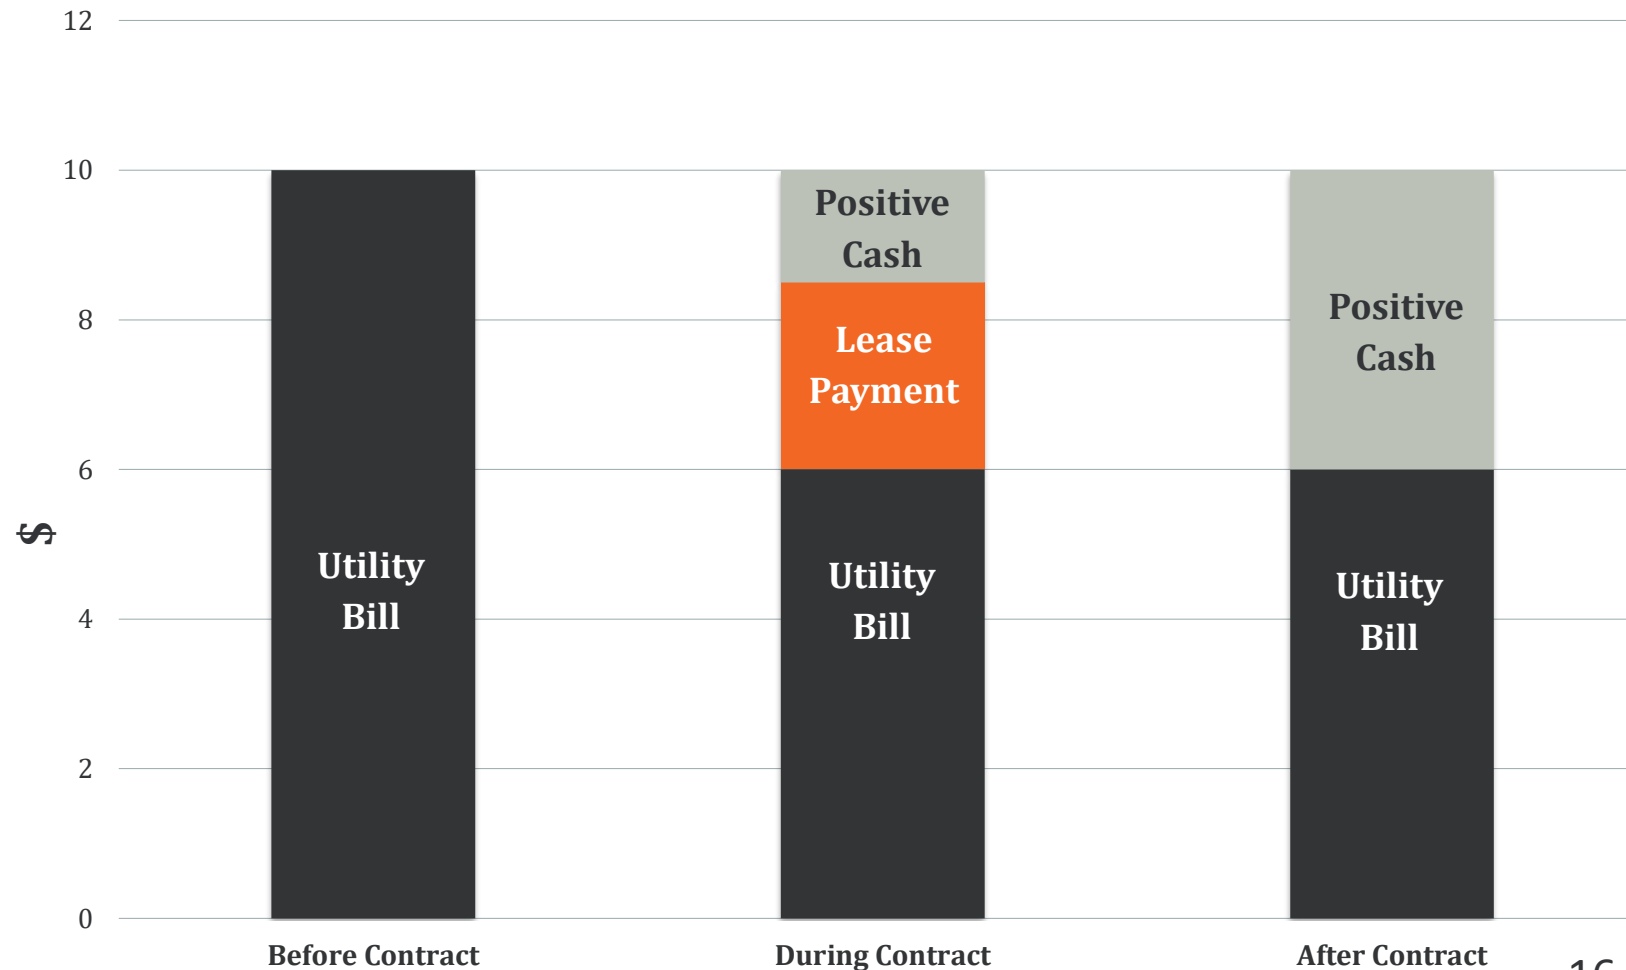 12
10
8
6
4
2
0
$
Utility
Bill
Positive
Cash
Lease
Payment
Utility
Bill
Positive
Cash
Utility
Bill
Before Contract
During Contract
After Contract
16